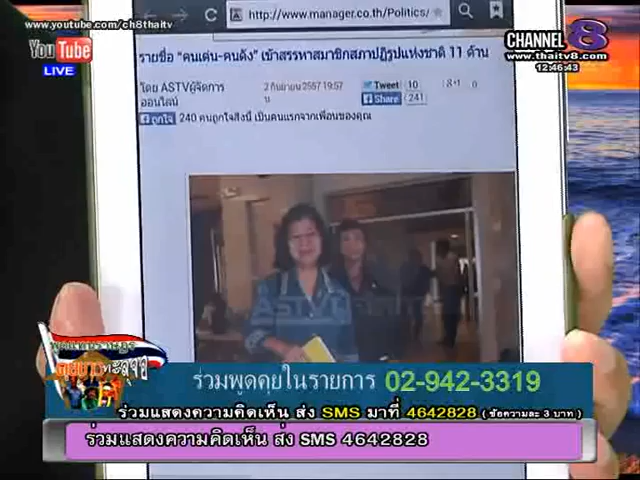 www.youtube.com/ch8thaitv
YouTube
LIVE
http://www.manager.co.th/Politics/
CHANNEL 8
www.thaitv8.com
12:46:43
รายชื่อ "คนเด่น-คนดัง" เข้าสรรหาสมาชิกสภาปฏิรูปแห่งชาติ 11 ด้าน
โดย ASTVผู้จัดการออนไลน์
2 กันยายน 2557 19:57 น
Tweet 10
Share 241
ถูกใจ 240 คนถูกใจสิ่งนี้ เป็นคนแรกจากเพื่อนของคุณ
ร่วมพูดคุยในรายการ 02-942-3319
ร่วมแสดงความคิดเห็น ส่ง SMS มาที่ 4642828 (ข้อความละ 3 บาท)
ร่วมแสดงความคิดเห็น ส่ง SMS 4642828